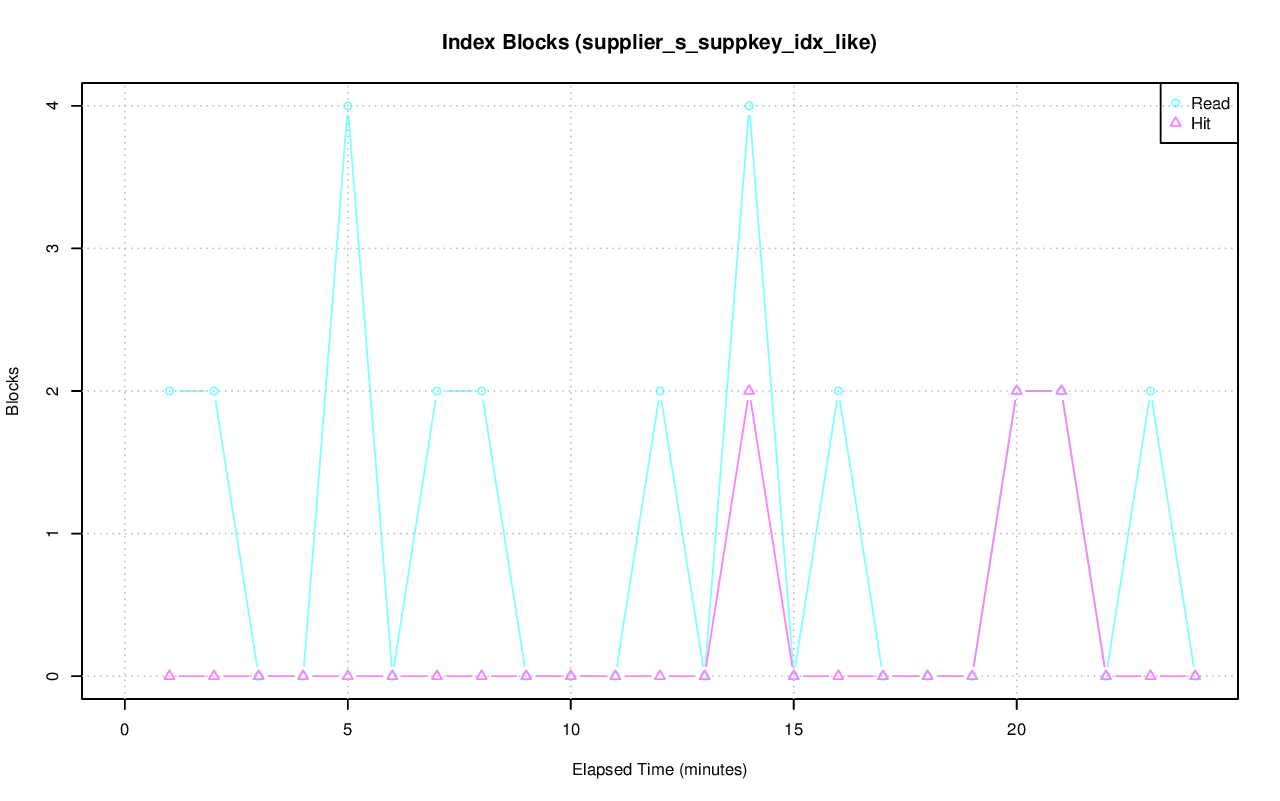 Index Blocks (supplier_s_suppkey_idx_like)
Read
Hit
Blocks
4
3
2
1
0
0 5 10 15 20
Elapsed Time (minutes)